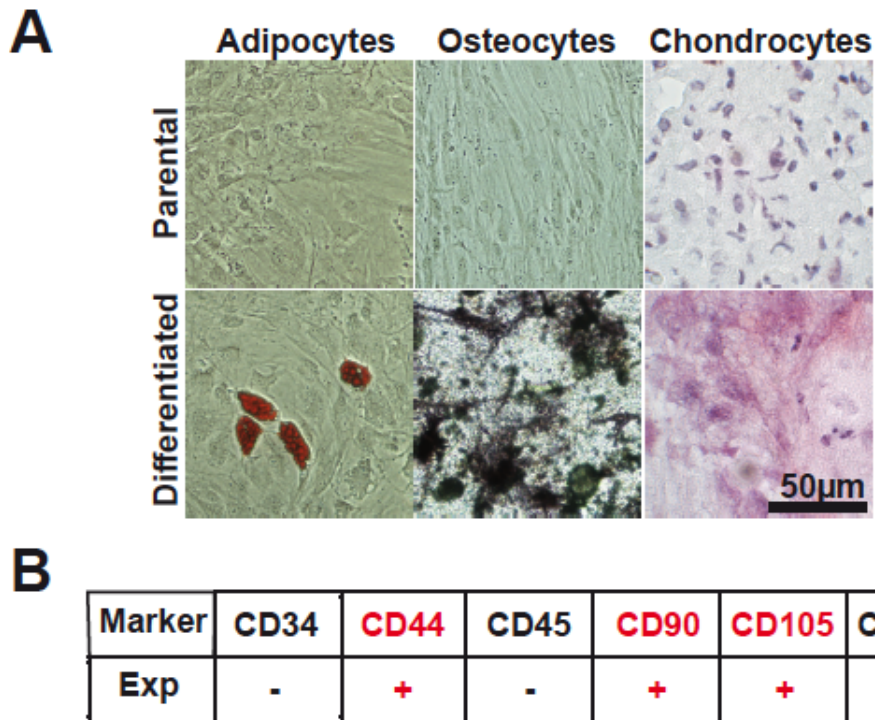 A
Adipocytes Osteocytes Chondrocytes
Parental
Differentiated
50µm
B
Marker CD34 CD44 CD45 CD90 CD105 C
Exp - + - + +